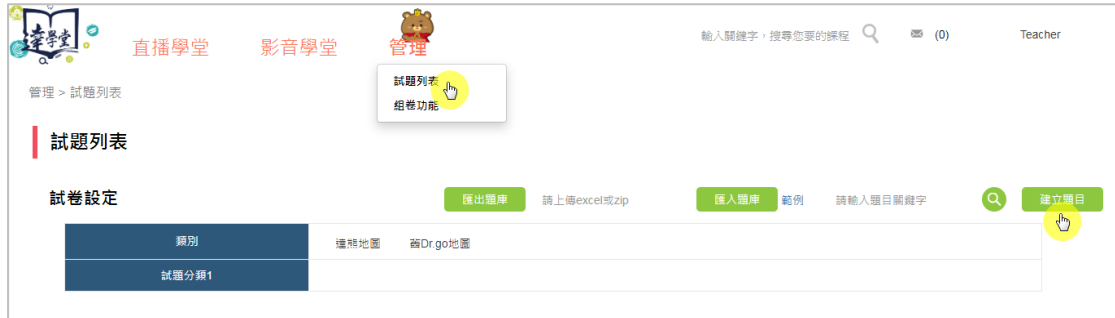 達學堂
直播學堂 影音學堂 管理 輸入關鍵字，搜尋您要的課程 (0) Teacher
試題列表
組卷功能
管理 > 試題列表
試題列表
試卷設定 匯出題庫 請上傳excel或zip 匯入題庫 範例 請輸入題目關鍵字 建立題目
類別 達熊地圖 舊Dr.go地圖
試題分類1